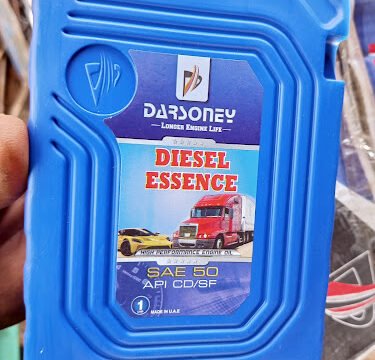 DARSONEY
LONGER ENGINE LIFE
DIESEL
ESSENCE
HIGH PERFORMANCE ENGINE OIL
SAE 50
API CD/SF
1 MADE IN U.A.E